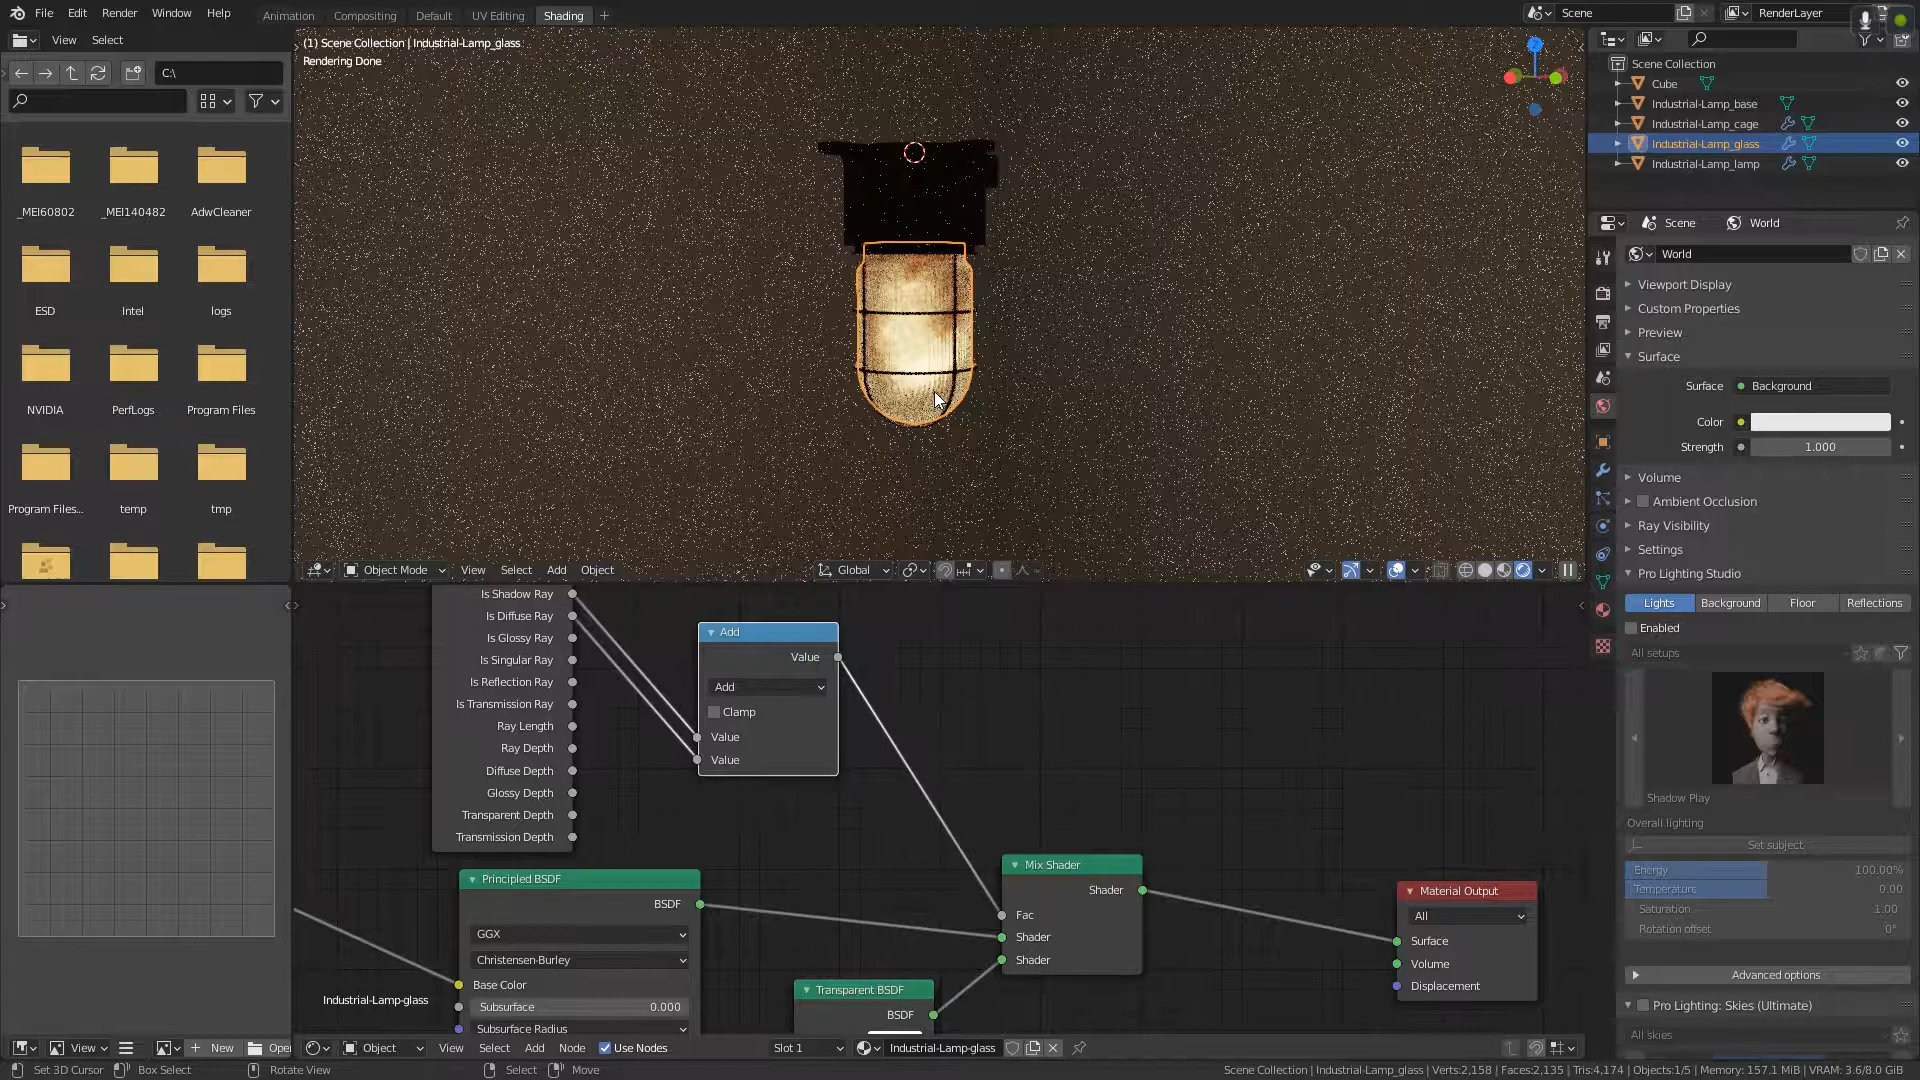 File Edit Render Window Help
Animation Compositing Default UV Editing Shading +
Scene
RenderLayer
View Select
C:\
_MEI60802 _MEI140482 AdwCleaner
ESD Intel logs
NVIDIA PerfLogs Program Files
Program Files... temp tmp
(1) Scene Collection | Industrial-Lamp_glass
Rendering Done
Z
Object Mode View Select Add Object
Global
Scene Collection
Cube
Industrial-Lamp_base
Industrial-Lamp_cage
Industrial-Lamp_glass
Industrial-Lamp_lamp
Scene World
World
Viewport Display
Custom Properties
Preview
Surface
Surface Background
Color
Strength 1.000
Volume
Ambient Occlusion
Ray Visibility
Settings
Pro Lighting Studio
Lights Background Floor Reflections
Enabled
All setups
Shadow Play
Overall lighting
Set subject
Energy 100.00%
Temperature 0.00
Saturation 1.00
Rotation offset 0°
Advanced options
Pro Lighting: Skies (Ultimate)
All skies
Is Shadow Ray
Is Diffuse Ray
Is Glossy Ray
Is Singular Ray
Is Reflection Ray
Is Transmission Ray
Ray Length
Ray Depth
Diffuse Depth
Glossy Depth
Transparent Depth
Transmission Depth
Add
Value
Add
Clamp
Value
Value
Principled BSDF
BSDF
GGX
Christensen-Burley
Base Color
Subsurface 0.000
Subsurface Radius
Industrial-Lamp-glass
Transparent BSDF
BSDF
Mix Shader
Shader
Fac
Shader
Shader
Material Output
All
Surface
Volume
Displacement
View New Open
Object View Select Add Node Use Nodes Slot 1 Industrial-Lamp-glass
Set 3D Cursor Box Select Rotate View Select Move
Scene Collection | Industrial-Lamp_glass | Verts:2,158 | Faces:2,135 | Tris:4,174 | Objects:1/5 | Memory: 157.1 MiB | VRAM: 3.6/8.0 GiB